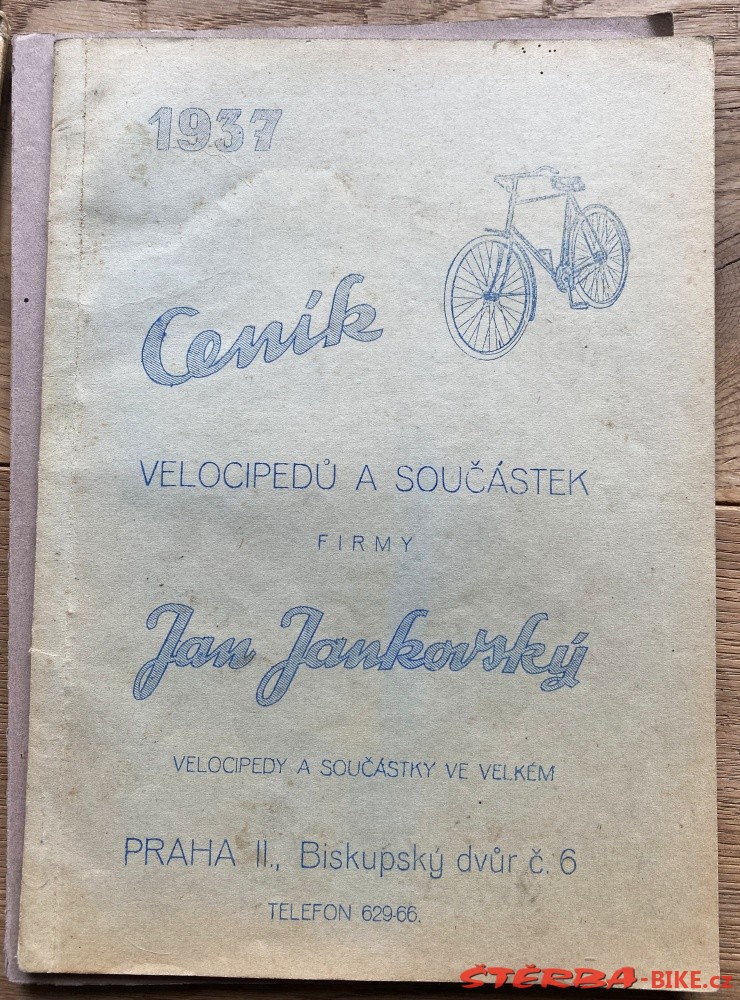 1937
Ceník
VELOCIPEDŮ A SOUČÁSTEK
FIRMY
Jan Jankovský
VELOCIPEDY A SOUČÁSTKY VE VELKÉM
PRAHA II., Biskupský dvůr č. 6
TELEFON 629-66.
ŠTĚRBA-BIKE.cz